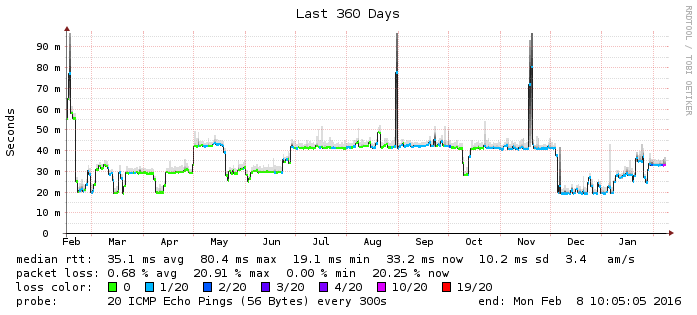 Last 360 Days
RRDTOOL / TOBI OETIKER
Seconds
90 m
80 m
70 m
60 m
50 m
40 m
30 m
20 m
10 m
0
Feb Mar Apr May Jun Jul Aug Sep Oct Nov Dec Jan
median rtt: 35.1 ms avg 80.4 ms max 19.1 ms min 33.2 ms now 10.2 ms sd 3.4 am/s
packet loss: 0.68 % avg 20.91 % max 0.00 % min 20.25 % now
loss color: 0 1/20 2/20 3/20 4/20 10/20 19/20
probe: 20 ICMP Echo Pings (56 Bytes) every 300s end: Mon Feb 8 10:05:05 2016